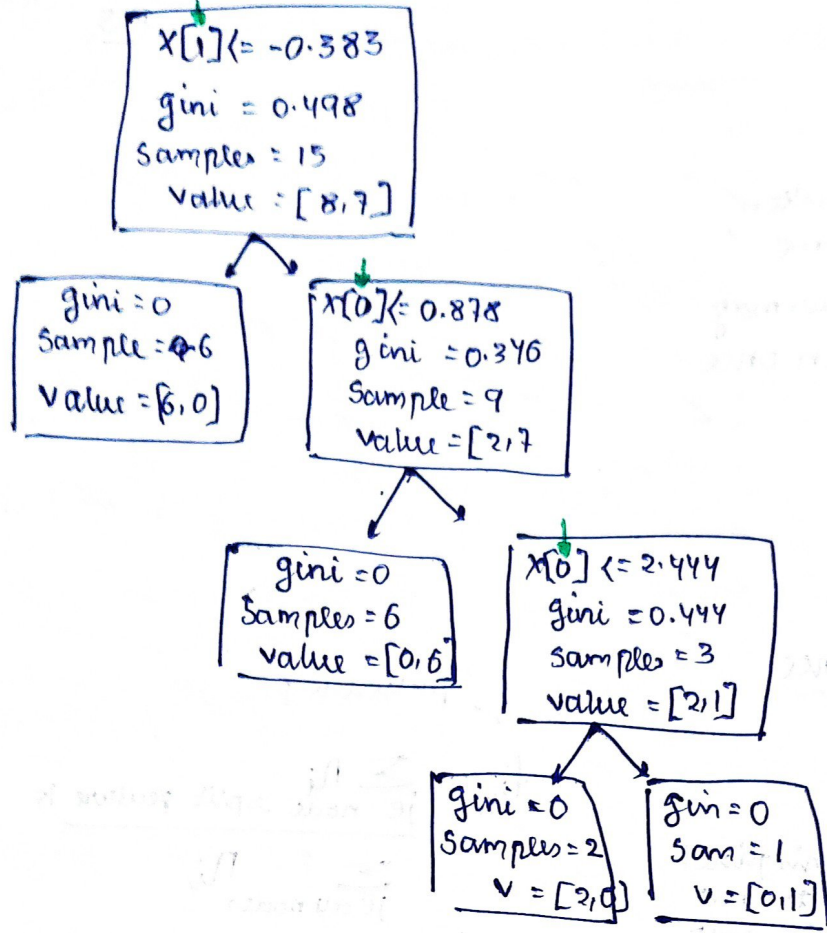 X[1]<= -0.383
gini = 0.498
Samples = 15
Value = [8,7]
gini = 0
Sample = 6
Value = [6,0]
X[0]<= 0.878
gini = 0.346
Sample = 9
Value = [2,7
gini = 0
Samples = 6
value = [0,6]
X[0] <= 2.444
gini = 0.444
Samples = 3
value = [2,1]
gini = 0
Samples = 2
V = [2,0]
gin = 0
Sam = 1
V = [0,1]